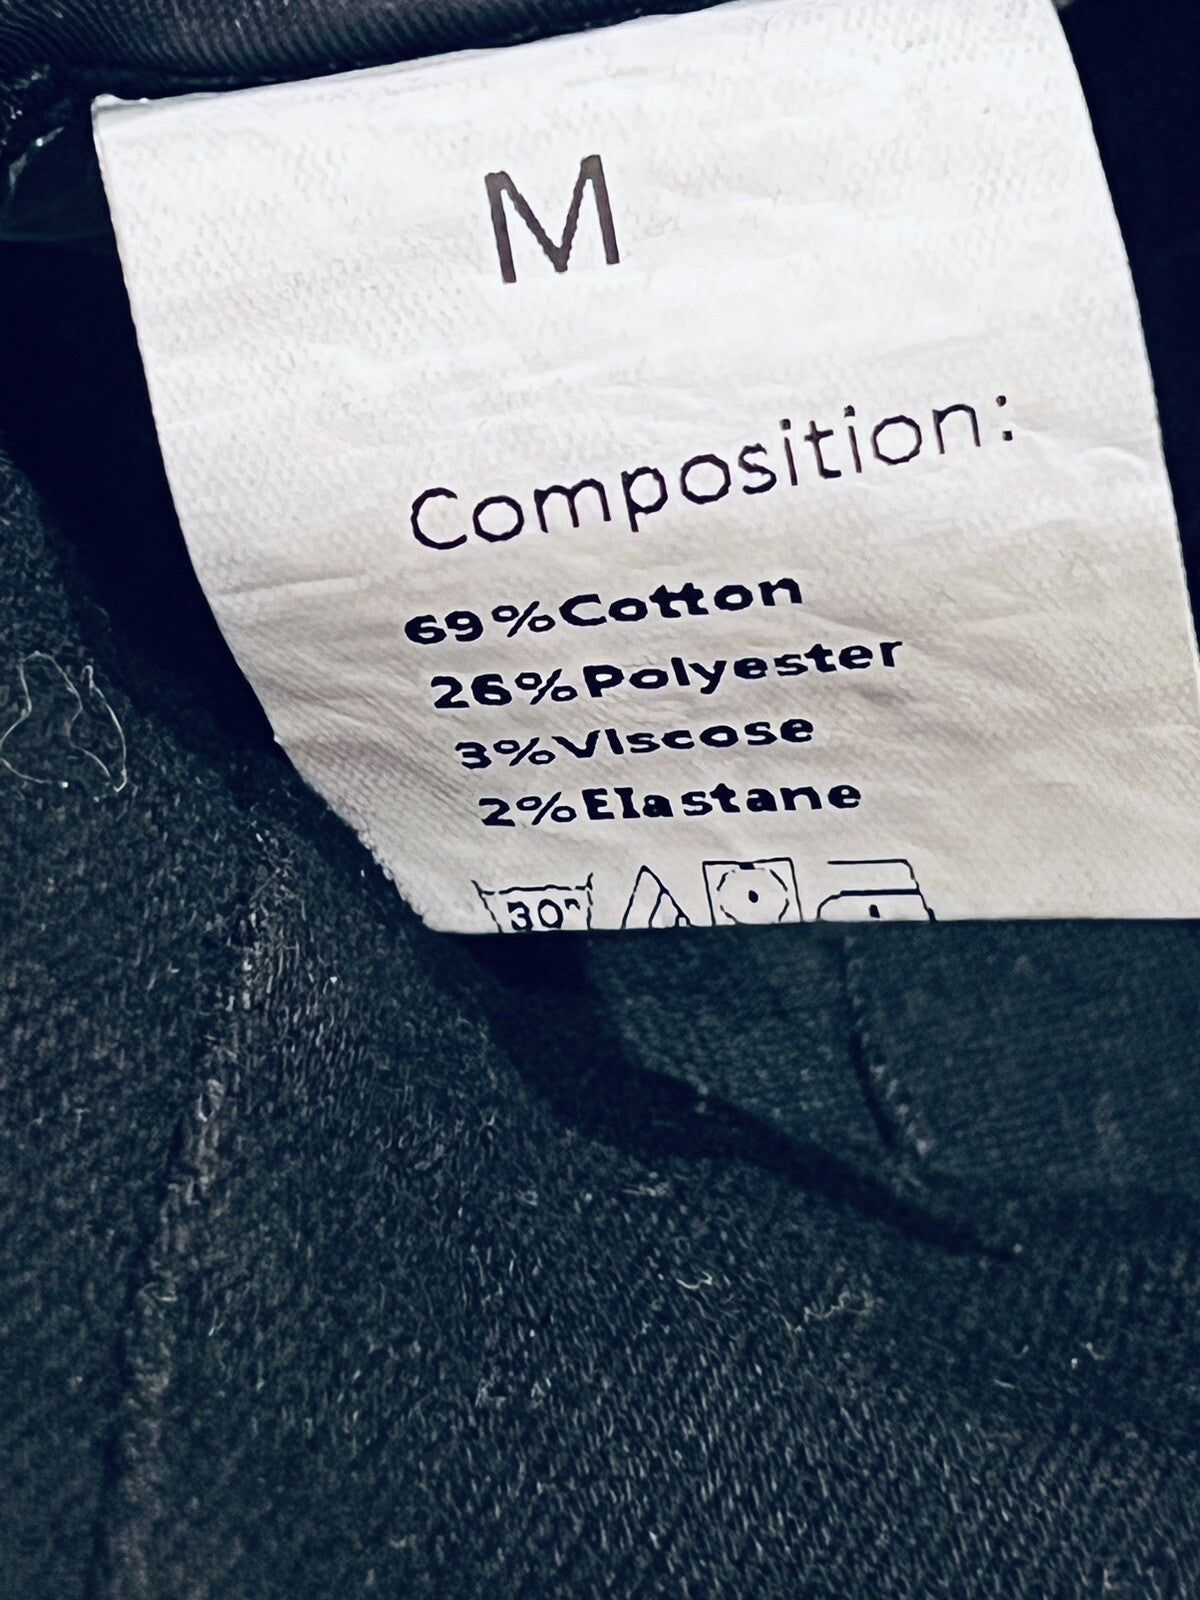 M
Composition:
69%Cotton
26%Polyester
3%VIscose
2%Elastane
30°